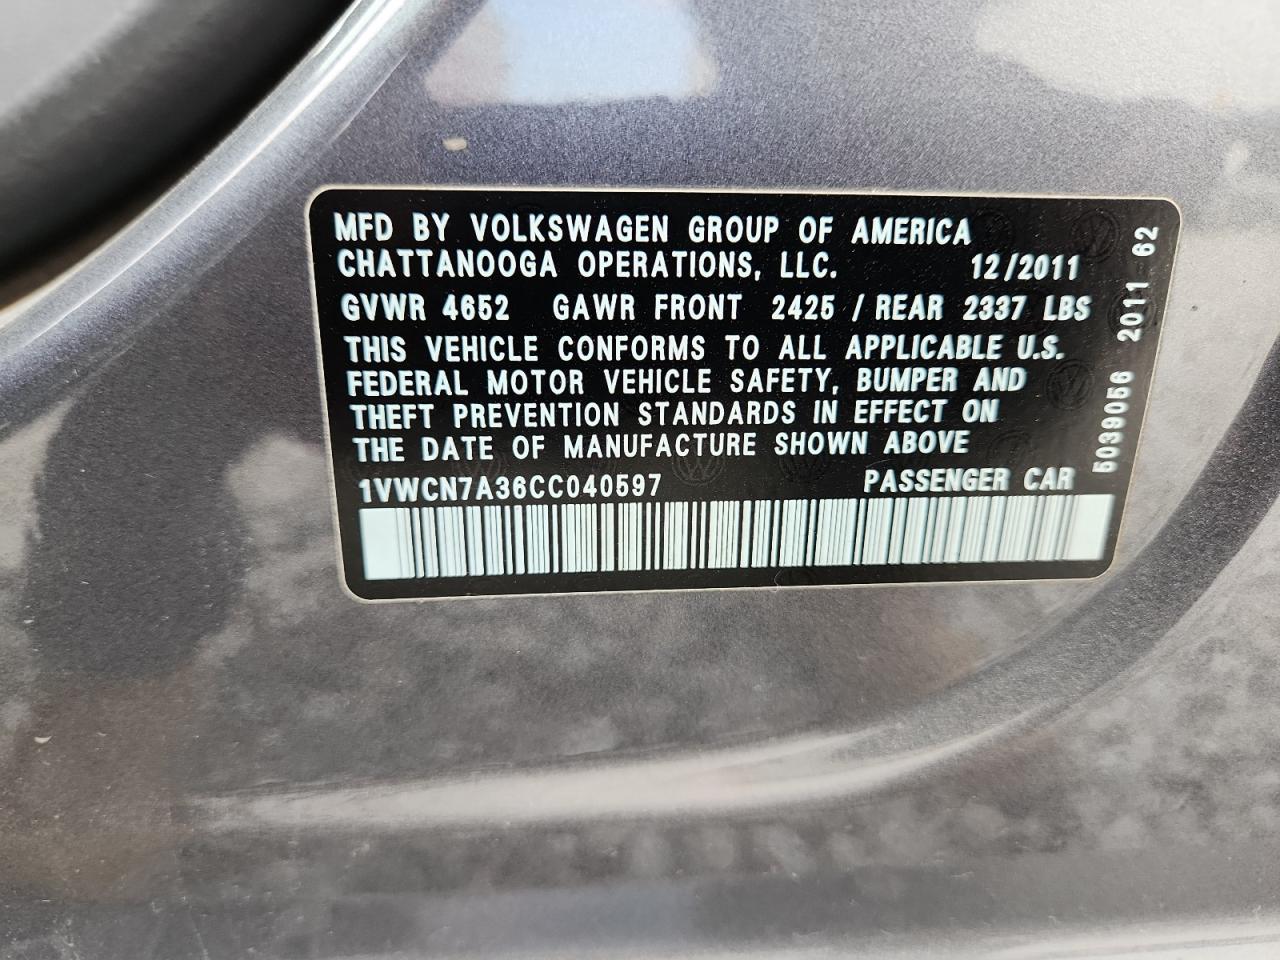 MFD BY VOLKSWAGEN GROUP OF AMERICA
CHATTANOOGA OPERATIONS, LLC. 12/2011
GVWR 4652 GAWR FRONT 2425 / REAR 2337 LBS
THIS VEHICLE CONFORMS TO ALL APPLICABLE U.S.
FEDERAL MOTOR VEHICLE SAFETY, BUMPER AND
THEFT PREVENTION STANDARDS IN EFFECT ON
THE DATE OF MANUFACTURE SHOWN ABOVE
1VWCN7A36CC040597 PASSENGER CAR
5039056 2011 62